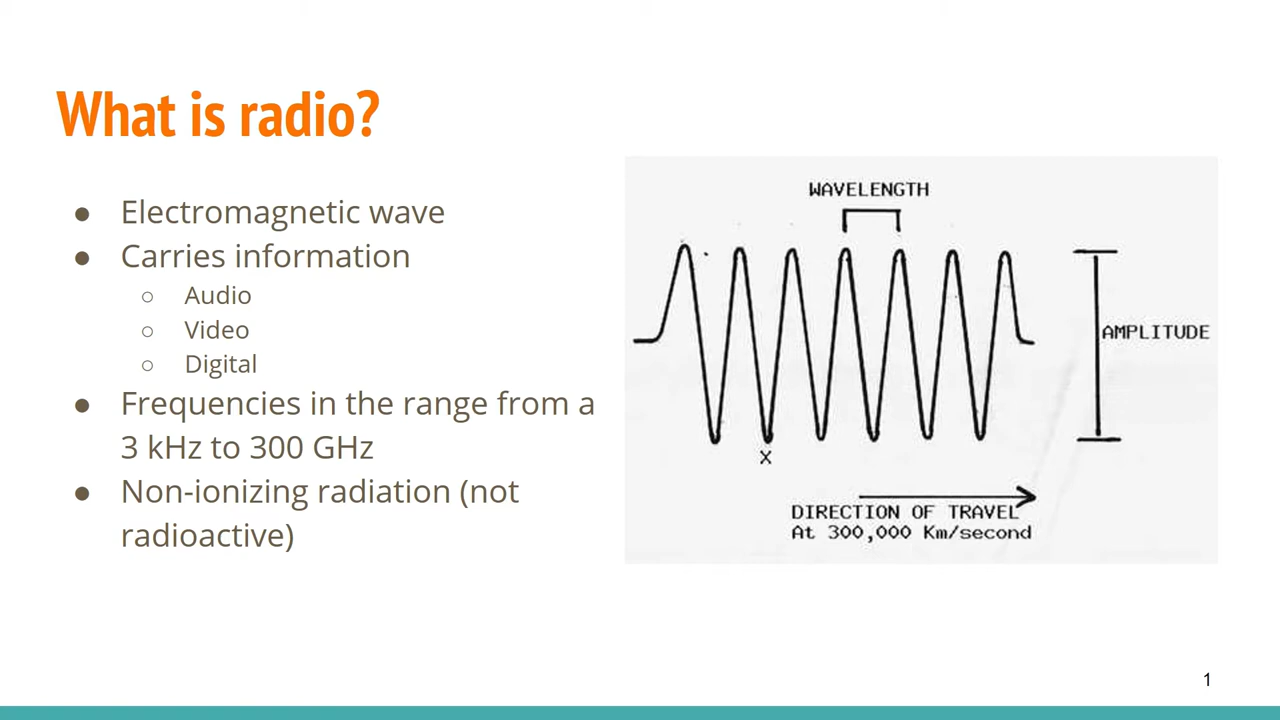 What is radio?
● Electromagnetic wave
● Carries information
○ Audio
○ Video
○ Digital
● Frequencies in the range from a
3 kHz to 300 GHz
● Non-ionizing radiation (not
radioactive)
WAVELENGTH
AMPLITUDE
X
DIRECTION OF TRAVEL
At 300,000 Km/second
1